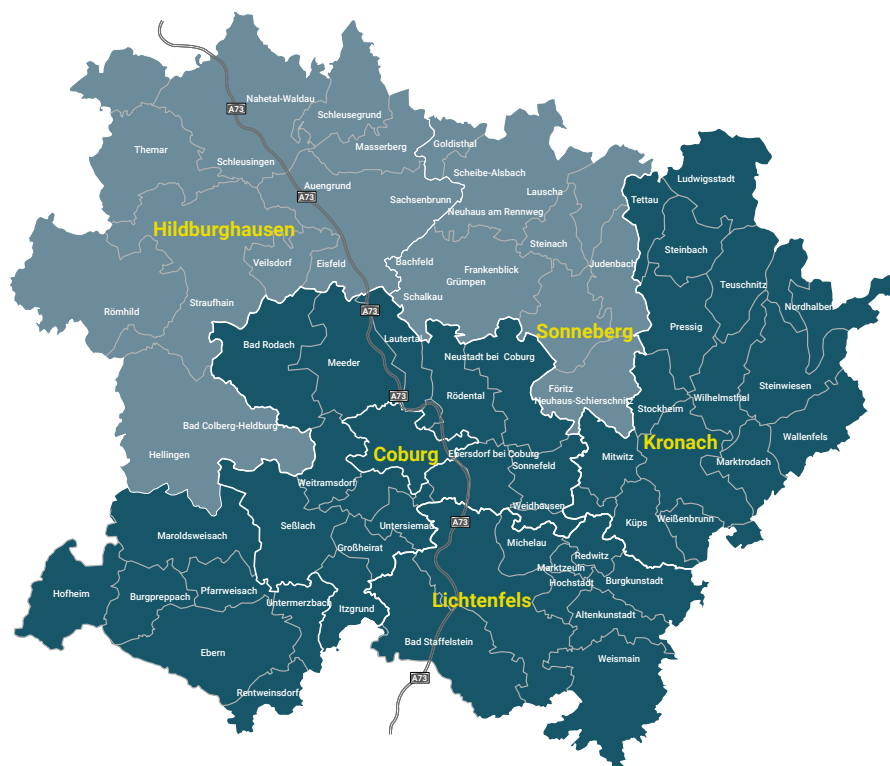 Nahetal-Waldau
A73
Schleusegrund
Masserberg
Goldisthal
Themar
Schleusingen
Scheibe-Alsbach
Ludwigsstadt
Auengrund
A73
Sachsenbrunn
Lauscha
Tettau
Neuhaus am Rennweg
Hildburghausen
Steinach
Steinbach
Veilsdorf
Eisfeld
Bachfeld
Frankenblick
Judenbach
Grümpen
Teuschnitz
Schalkau
Straufhain
Römhild
A73
Nordhalben
Sonneberg
Pressig
Bad Rodach
Lautertal
Meeder
Neustadt bei Coburg
Föritz
Steinwiesen
A73
Rödental
Neuhaus-Schierschnitz
Wilhelmsthal
Stockheim
Bad Colberg-Heldburg
Wallenfels
Kronach
Hellingen
Coburg
Ebersdorf bei Coburg
Mitwitz
Marktrodach
Sonnefeld
Weitramsdorf
Weidhausen
Seßlach
Untersiemau
A73
Küps
Weißenbrunn
Maroldsweisach
Großheirat
Michelau
Redwitz
Marktzeuln
Hochstädt
Burgkunstadt
Hofheim
Burgpreppach
Pfarrweisach
Untermerzbach
Itzgrund
Lichtenfels
Altenkunstadt
Bad Staffelstein
Ebern
Weismain
A73
Rentweinsdorf